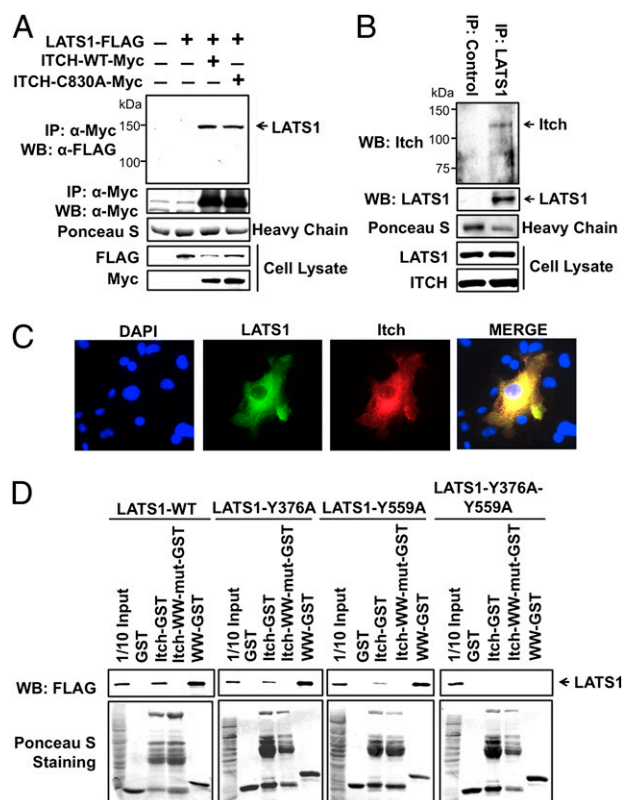 A
LATS1-FLAG – + + +
ITCH-WT-Myc – – + –
ITCH-C830A-Myc – – – +
kDa
IP: α-Myc
WB: α-FLAG
150
100
← LATS1
IP: α-Myc
WB: α-Myc
Ponceau S
Heavy Chain
FLAG
Myc
Cell Lysate
B
IP: Control
IP: LATS1
kDa
150
100
75
WB: Itch
← Itch
WB: LATS1
← LATS1
Ponceau S
Heavy Chain
LATS1
ITCH
Cell Lysate
C
DAPI
LATS1
Itch
MERGE
D
LATS1-WT
LATS1-Y376A
LATS1-Y559A
LATS1-Y376A-
Y559A
1/10 Input
GST
Itch-GST
Itch-WW-mut-GST
WW-GST
1/10 Input
GST
Itch-GST
Itch-WW-mut-GST
WW-GST
1/10 Input
GST
Itch-GST
Itch-WW-mut-GST
WW-GST
1/10 Input
GST
Itch-GST
Itch-WW-mut-GST
WW-GST
WB: FLAG
← LATS1
Ponceau S
Staining